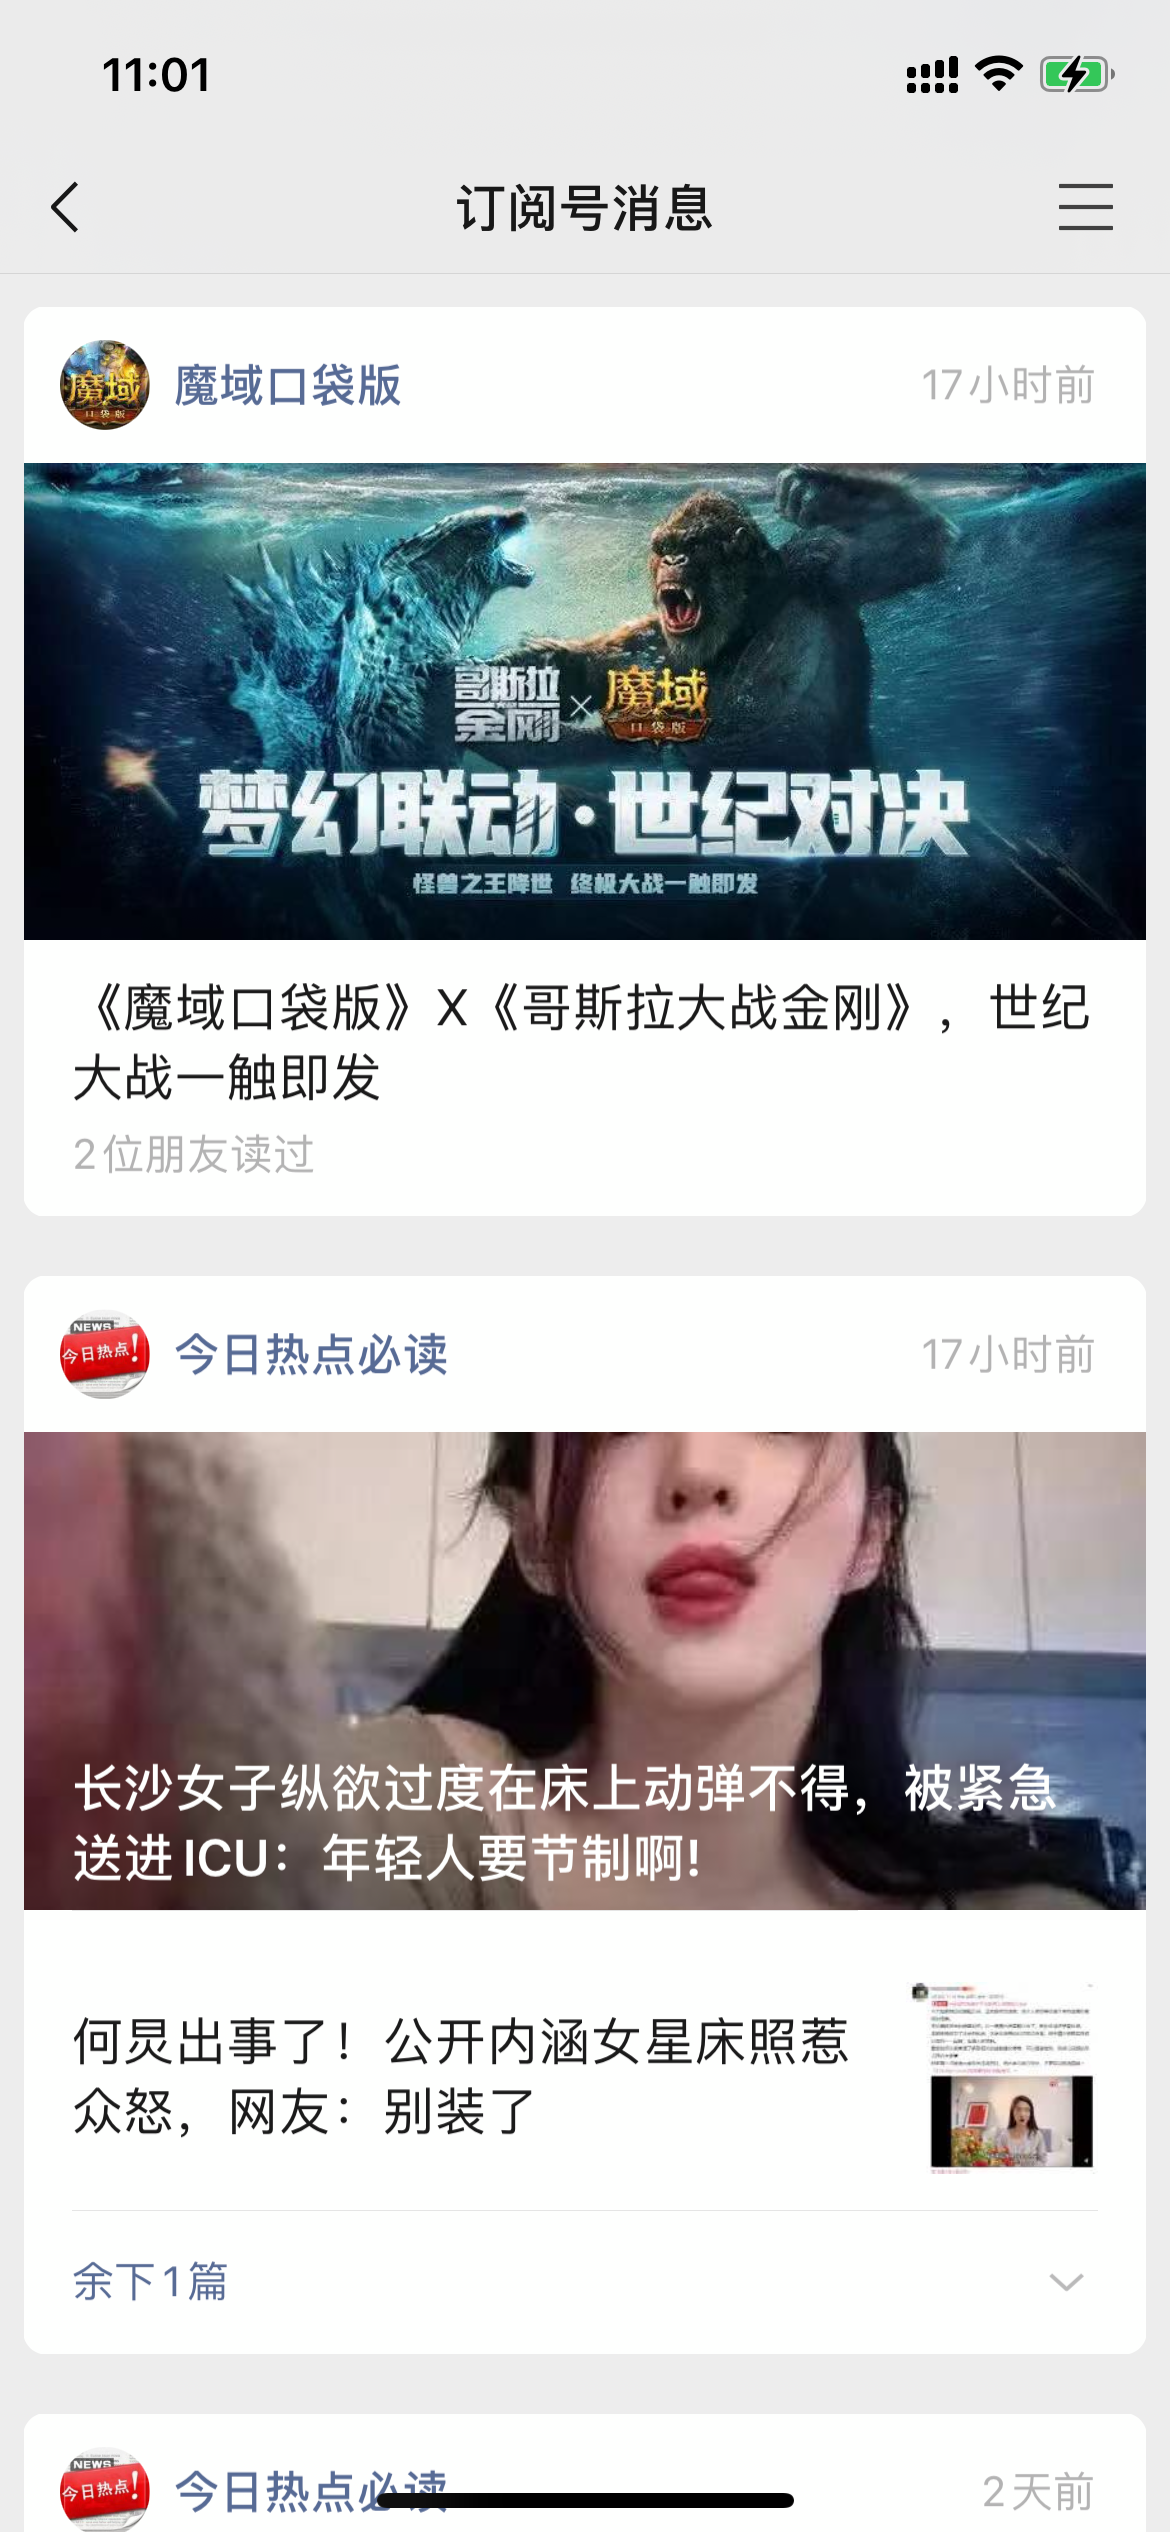 11:01
订阅号消息
魔域
口袋版
魔域口袋版
17小时前
哥斯拉
金刚
×
魔域
口袋版
梦幻联动·世纪对决
怪兽之王降世 终极大战一触即发
《魔域口袋版》X《哥斯拉大战金刚》，世纪
大战一触即发
2位朋友读过
NEWS
今日热点!
今日热点必读
17小时前
长沙女子纵欲过度在床上动弹不得，被紧急
送进ICU：年轻人要节制啊!
何炅出事了！公开内涵女星床照惹
众怒，网友：别装了
余下1篇
NEWS
今日热点!
今日热点必读
2天前